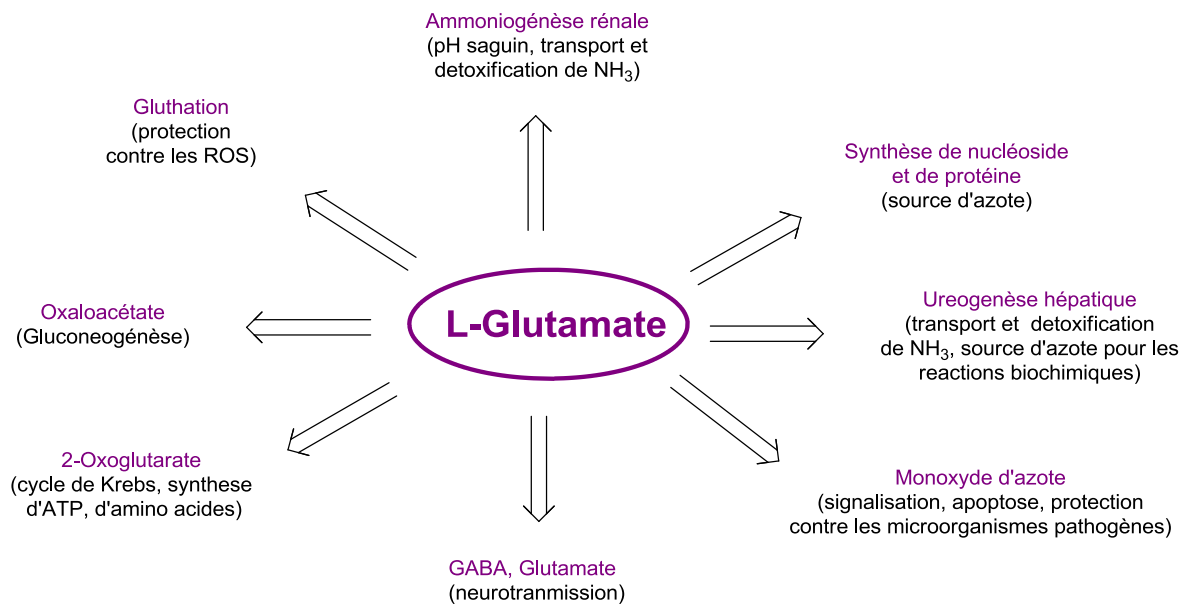 Ammoniogénèse rénale
(pH saguin, transport et
detoxification de NH₃)
Gluthation
(protection
contre les ROS)
Synthèse de nucléoside
et de protéine
(source d'azote)
Oxaloacétate
(Gluconeogénèse)
L-Glutamate
Ureogenèse hépatique
(transport et detoxification
de NH₃, source d'azote pour les
reactions biochimiques)
2-Oxoglutarate
(cycle de Krebs, synthese
d'ATP, d'amino acides)
Monoxyde d'azote
(signalisation, apoptose, protection
contre les microorganismes pathogènes)
GABA, Glutamate
(neurotranmission)